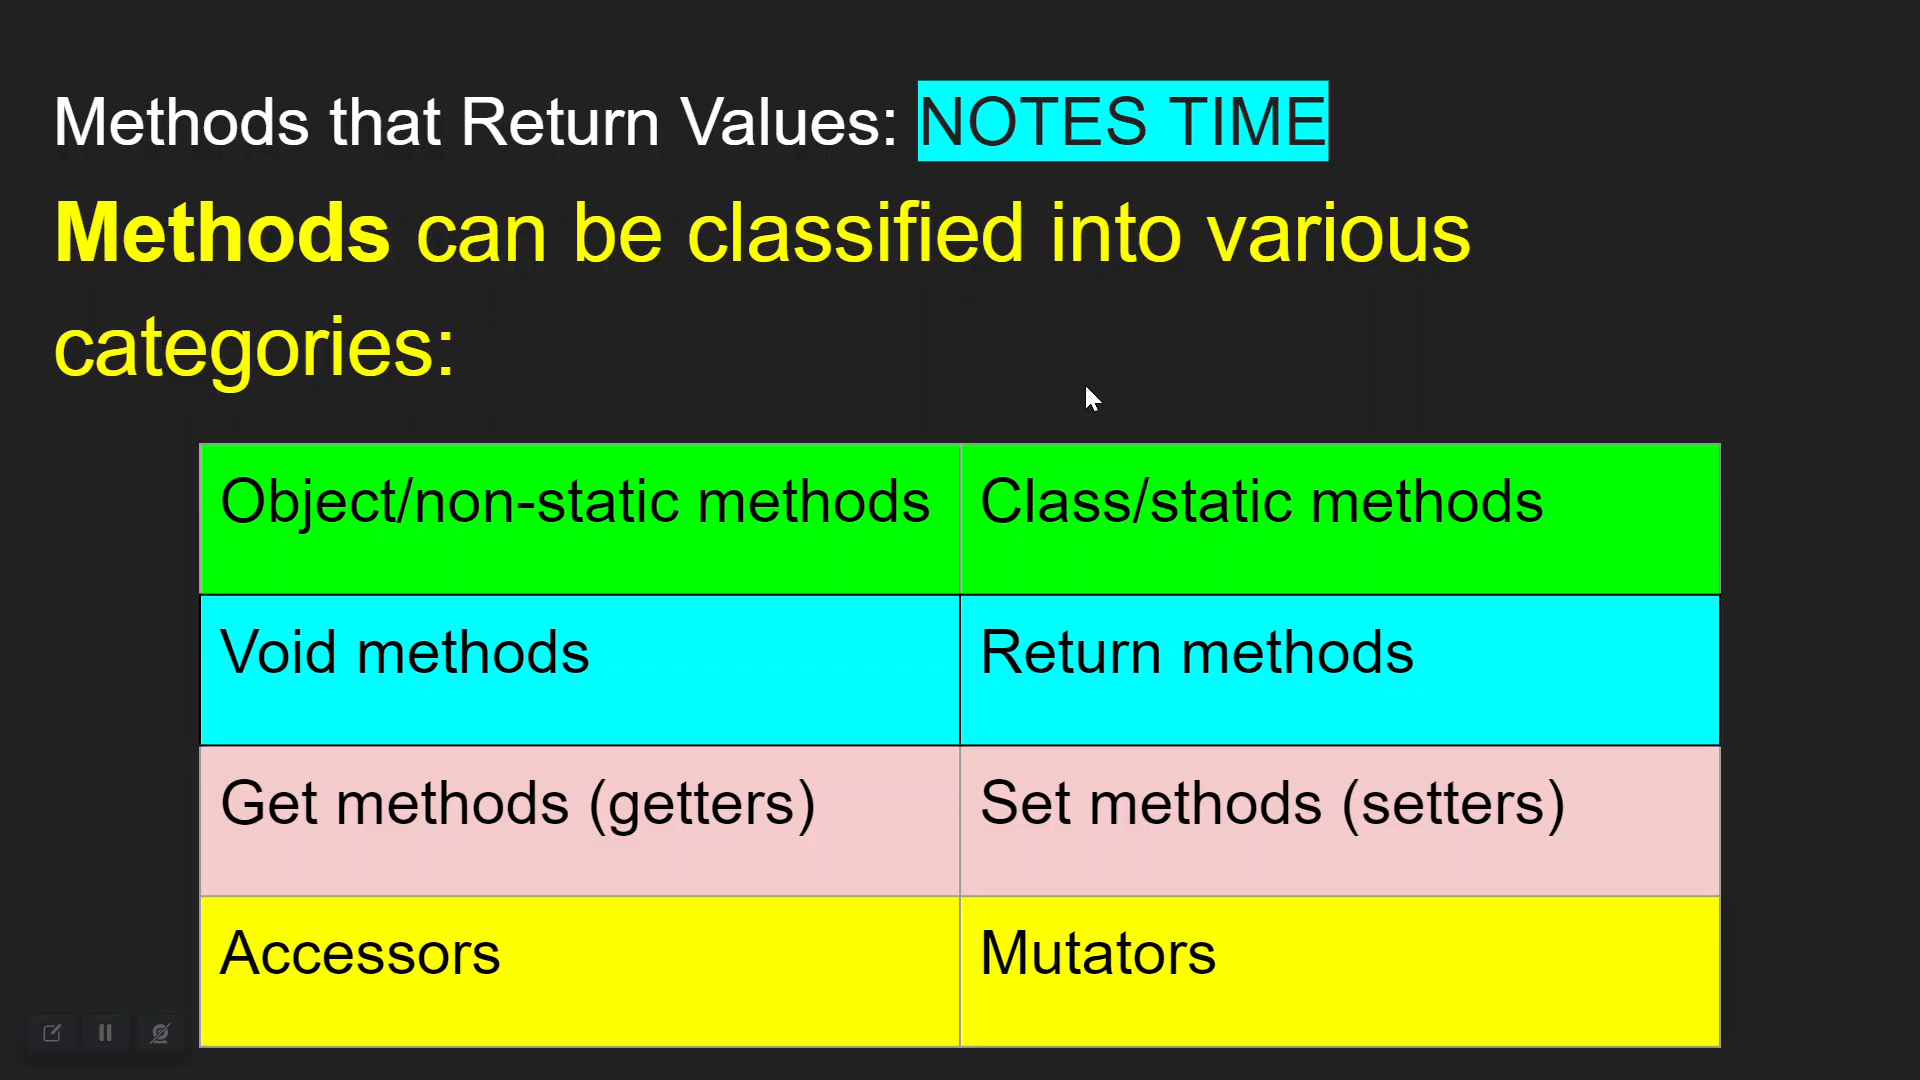 Methods that Return Values: NOTES TIME
Methods can be classified into various
categories:
Object/non-static methods
Class/static methods
Void methods
Return methods
Get methods (getters)
Set methods (setters)
Accessors
Mutators